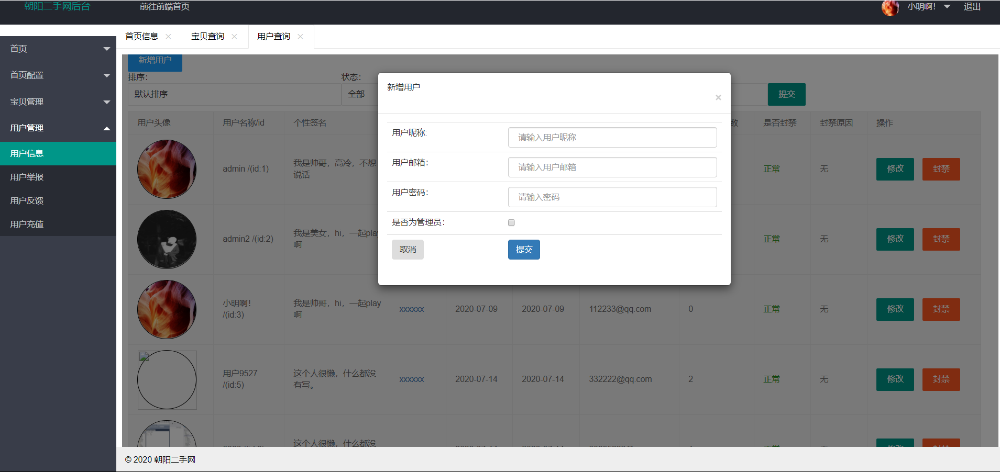 朝阳二手网后台
前往前端首页
小明啊！
退出
首页
首页配置
宝贝管理
用户管理
用户信息
用户举报
用户反馈
用户充值
首页信息 ×
宝贝查询 ×
用户查询 ×
新增用户
排序：
状态：
默认排序
全部
提交
用户头像 用户名称/id 个性签名 数 是否封禁 封禁原因 操作
admin /(id:1) 我是帅哥，高冷，不想 正常 无 修改 封禁
说话
admin2 /(id:2) 我是美女，hi，一起play 正常 无 修改 封禁
啊
小明啊！ 我是帅哥，hi，一起play xxxxxx 2020-07-09 2020-07-09 112233@qq.com 0 正常 无 修改 封禁
/(id:3) 啊
用户9527 这个人很懒，什么都没 xxxxxx 2020-07-14 2020-07-14 332222@qq.com 2 正常 无 修改 封禁
/(id:5) 有写。
这个人很懒，什么都没
新增用户
×
用户昵称:
请输入用户昵称
用户邮箱：
请输入用户邮箱
用户密码：
请输入密码
是否为管理员：
取消
提交
© 2020 朝阳二手网